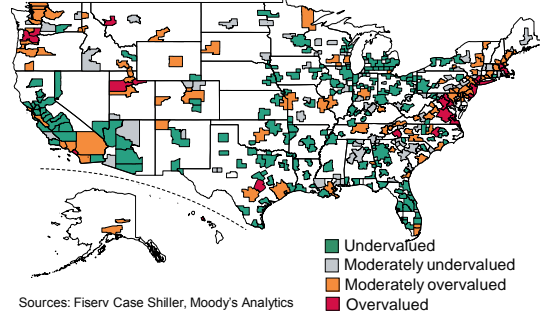 Undervalued
Moderately undervalued
Moderately overvalued
Overvalued
Sources: Fiserv Case Shiller, Moody's Analytics